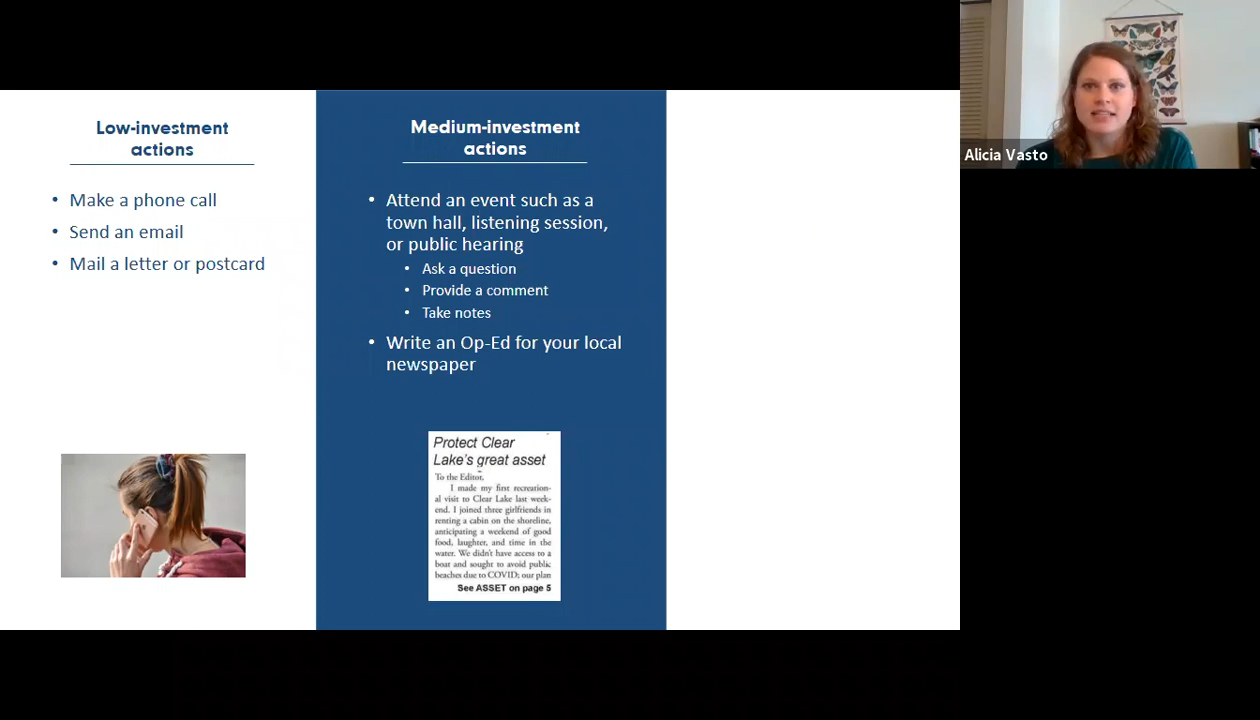 Low-investment
actions
• Make a phone call
• Send an email
• Mail a letter or postcard
Medium-investment
actions
• Attend an event such as a
town hall, listening session,
or public hearing
• Ask a question
• Provide a comment
• Take notes
• Write an Op-Ed for your local
newspaper
Protect Clear
Lake's great asset
To the Editor,
I made my first recreation-
al visit to Clear Lake last week-
end. I joined three girlfriends in
renting a cabin on the shoreline,
anticipating a weekend of good
food, laughter, and time in the
water. We didn't have access to a
boat and sought to avoid public
beaches due to COVID; our plan
See ASSET on page 5
Alicia Vasto